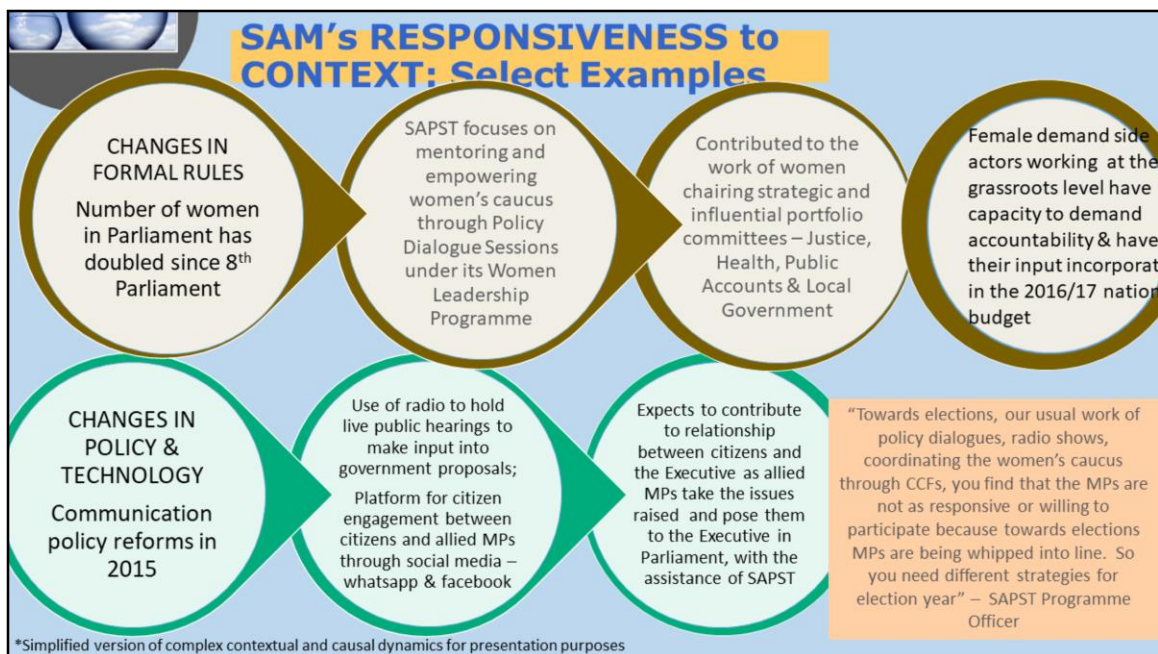 SAM's RESPONSIVENESS to
CONTEXT: Select Examples
CHANGES IN
FORMAL RULES
Number of women
in Parliament has
doubled since 8th
Parliament
SAPST focuses on
mentoring and
empowering
women's caucus
through Policy
Dialogue Sessions
under its Women
Leadership
Programme
Contributed to the
work of women
chairing strategic and
influential portfolio
committees – Justice,
Health, Public
Accounts & Local
Government
Female demand side
actors working at the
grassroots level have
capacity to demand
accountability & have
their input incorporat
in the 2016/17 nation
budget
CHANGES IN
POLICY &
TECHNOLOGY
Communication
policy reforms in
2015
Use of radio to hold
live public hearings to
make input into
government proposals;
Platform for citizen
engagement between
citizens and allied MPs
through social media –
whatsapp & facebook
Expects to contribute
to relationship
between citizens and
the Executive as allied
MPs take the issues
raised and pose them
to the Executive in
Parliament, with the
assistance of SAPST
“Towards elections, our usual work of
policy dialogues, radio shows,
coordinating the women's caucus
through CCFs, you find that the MPs are
not as responsive or willing to
participate because towards elections
MPs are being whipped into line. So
you need different strategies for
election year” – SAPST Programme
Officer
*Simplified version of complex contextual and causal dynamics for presentation purposes